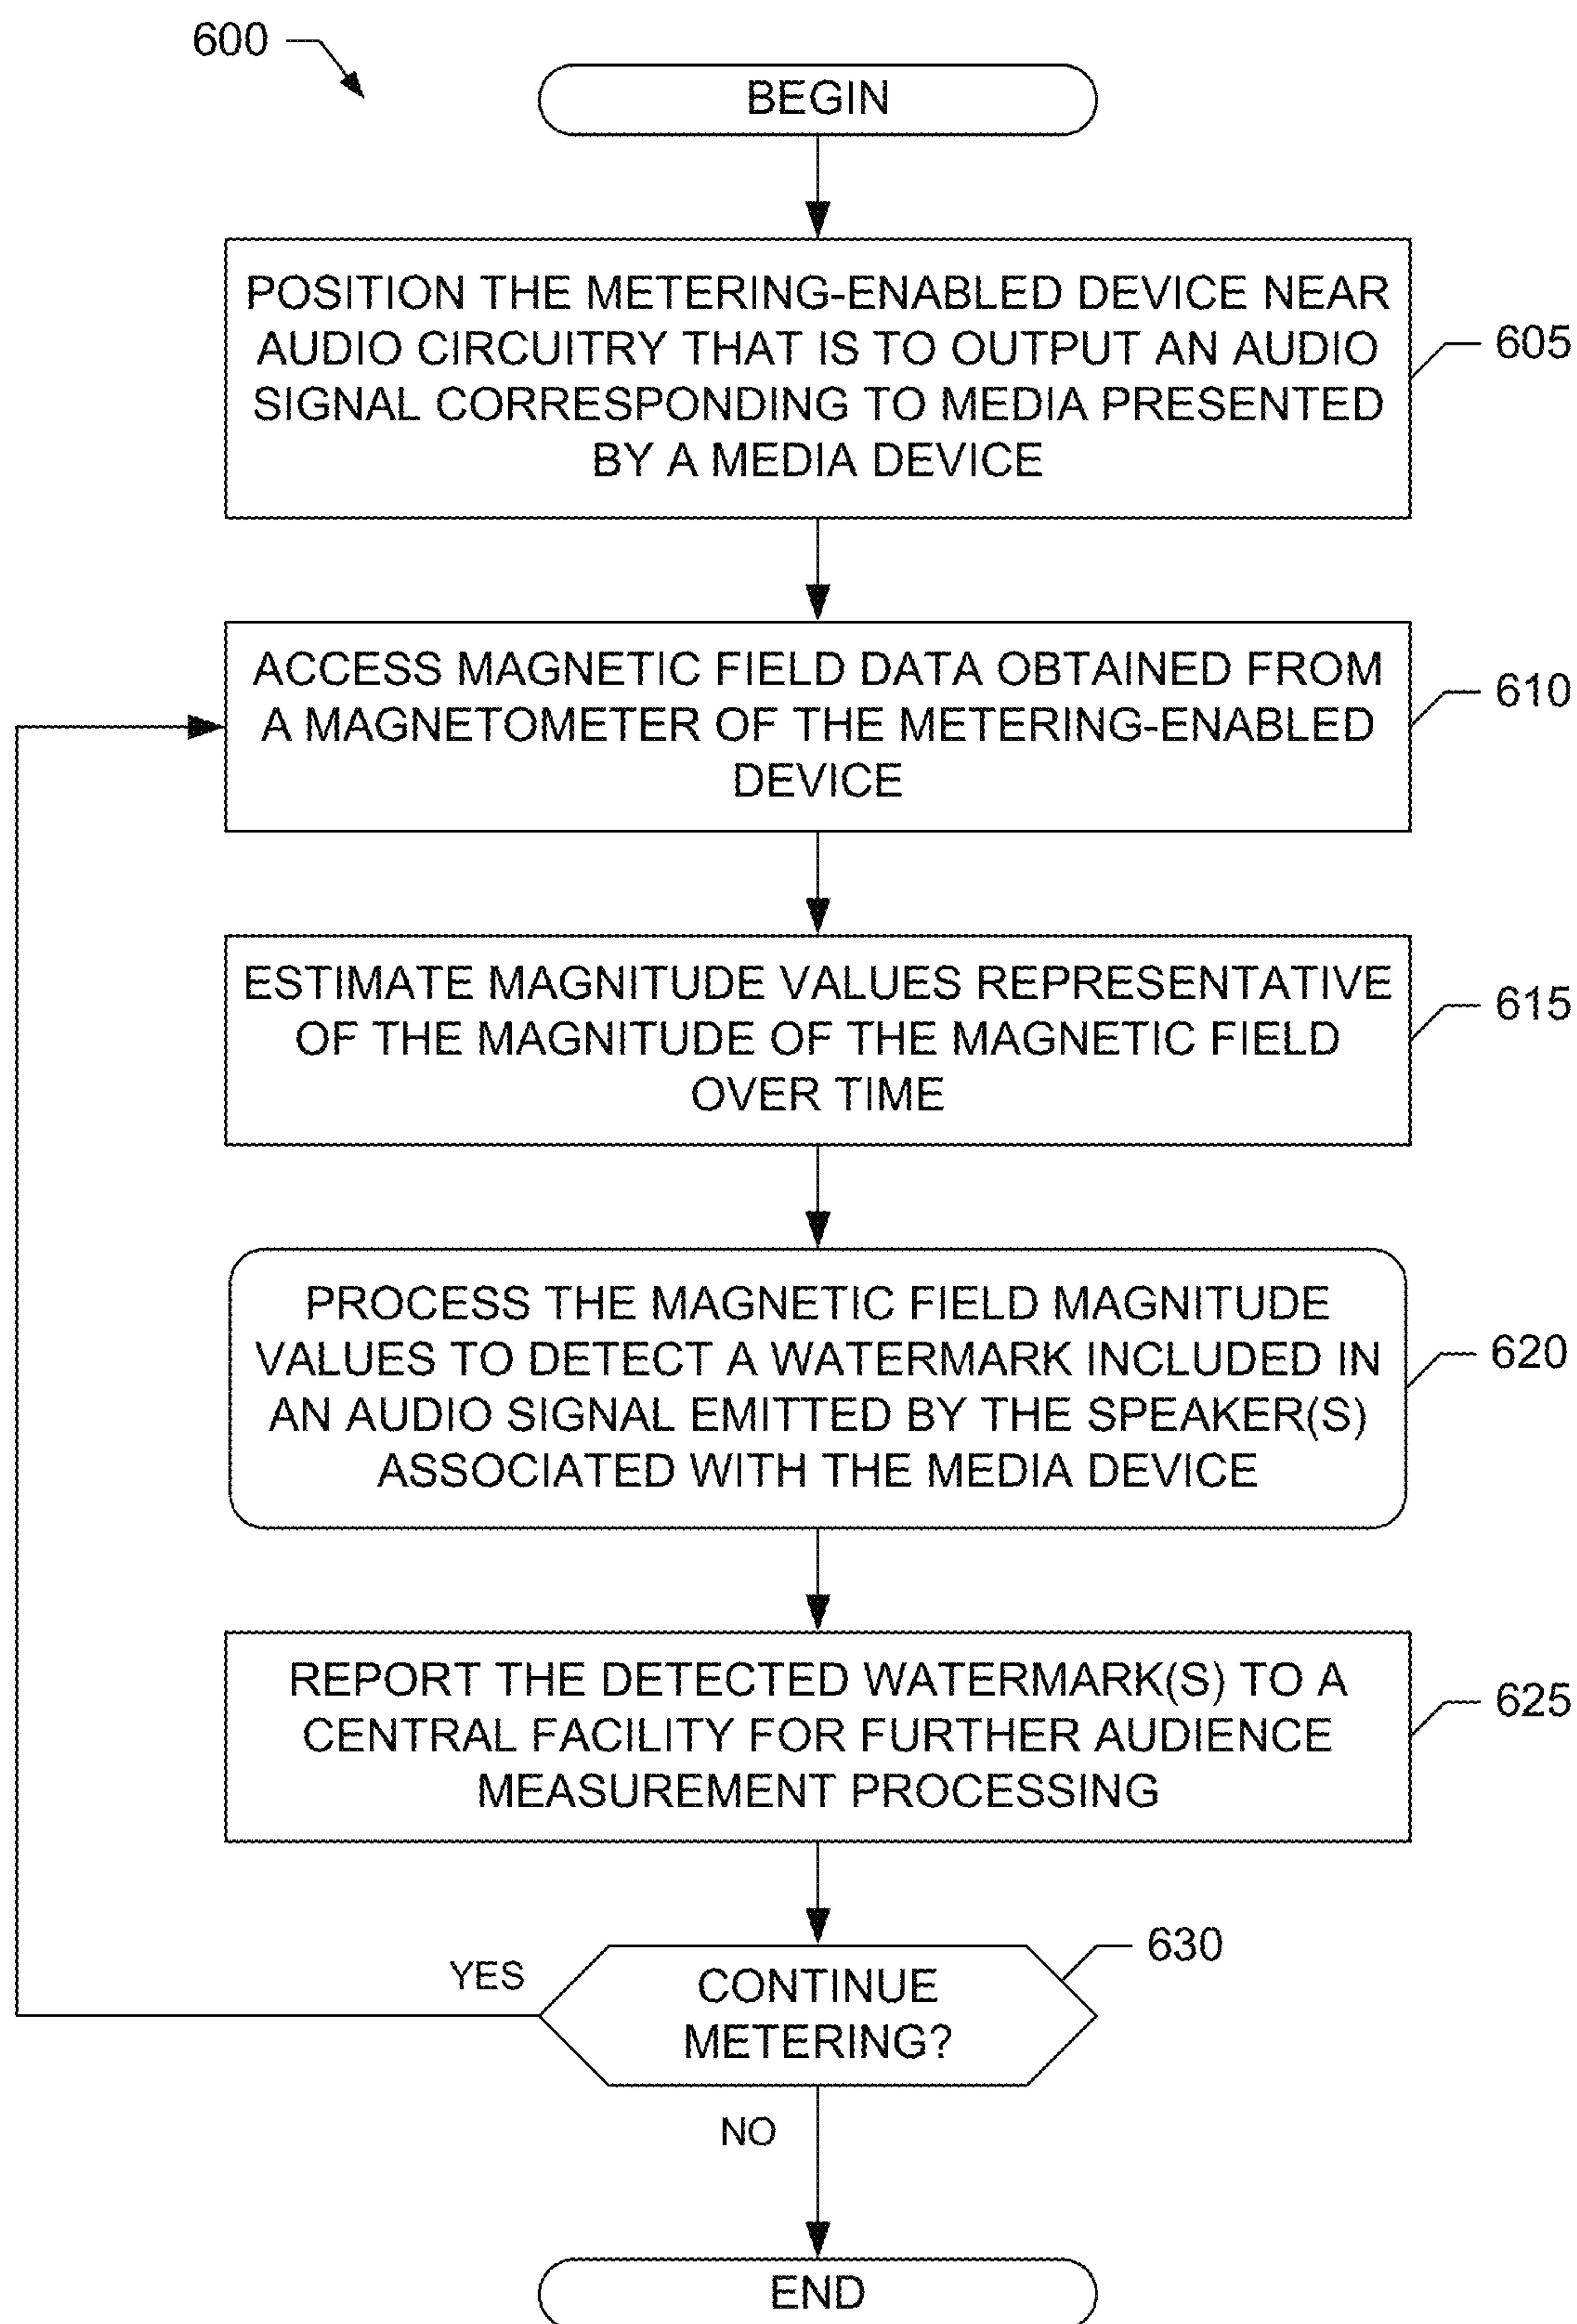 600
BEGIN
POSITION THE METERING-ENABLED DEVICE NEAR
AUDIO CIRCUITRY THAT IS TO OUTPUT AN AUDIO
SIGNAL CORRESPONDING TO MEDIA PRESENTED
BY A MEDIA DEVICE
605
ACCESS MAGNETIC FIELD DATA OBTAINED FROM
A MAGNETOMETER OF THE METERING-ENABLED
DEVICE
610
ESTIMATE MAGNITUDE VALUES REPRESENTATIVE
OF THE MAGNITUDE OF THE MAGNETIC FIELD
OVER TIME
615
PROCESS THE MAGNETIC FIELD MAGNITUDE
VALUES TO DETECT A WATERMARK INCLUDED IN
AN AUDIO SIGNAL EMITTED BY THE SPEAKER(S)
ASSOCIATED WITH THE MEDIA DEVICE
620
REPORT THE DETECTED WATERMARK(S) TO A
CENTRAL FACILITY FOR FURTHER AUDIENCE
MEASUREMENT PROCESSING
625
YES
CONTINUE
METERING?
630
NO
END